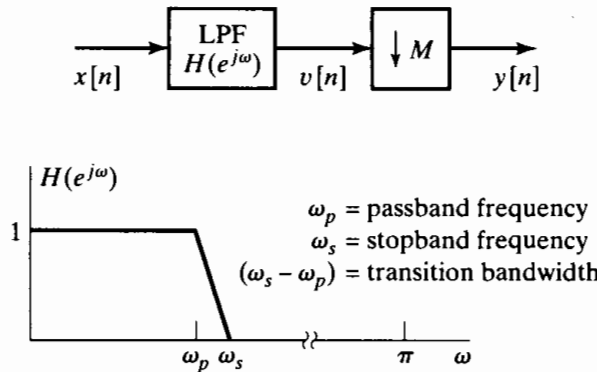 LPF
H(e^{jω})
↓ M
x[n]
v[n]
y[n]
H(e^{jω})
1
ω_p = passband frequency
ω_s = stopband frequency
(ω_s − ω_p) = transition bandwidth
ω_p
ω_s
π
ω